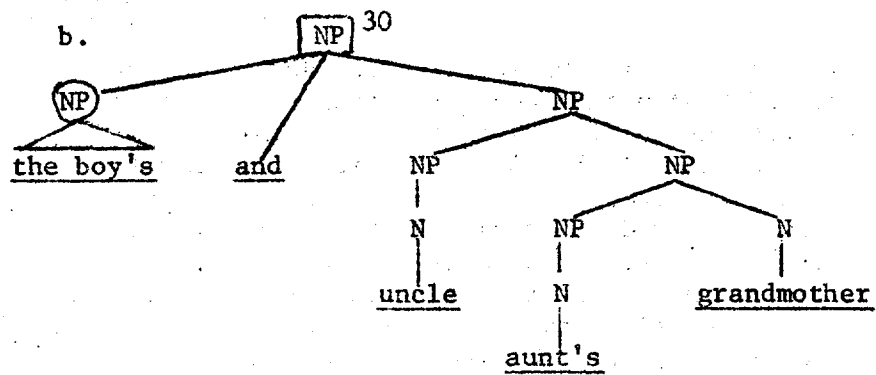 b. NP 30
NP NP
the boy's and NP NP
N NP N
uncle N grandmother
aunt's